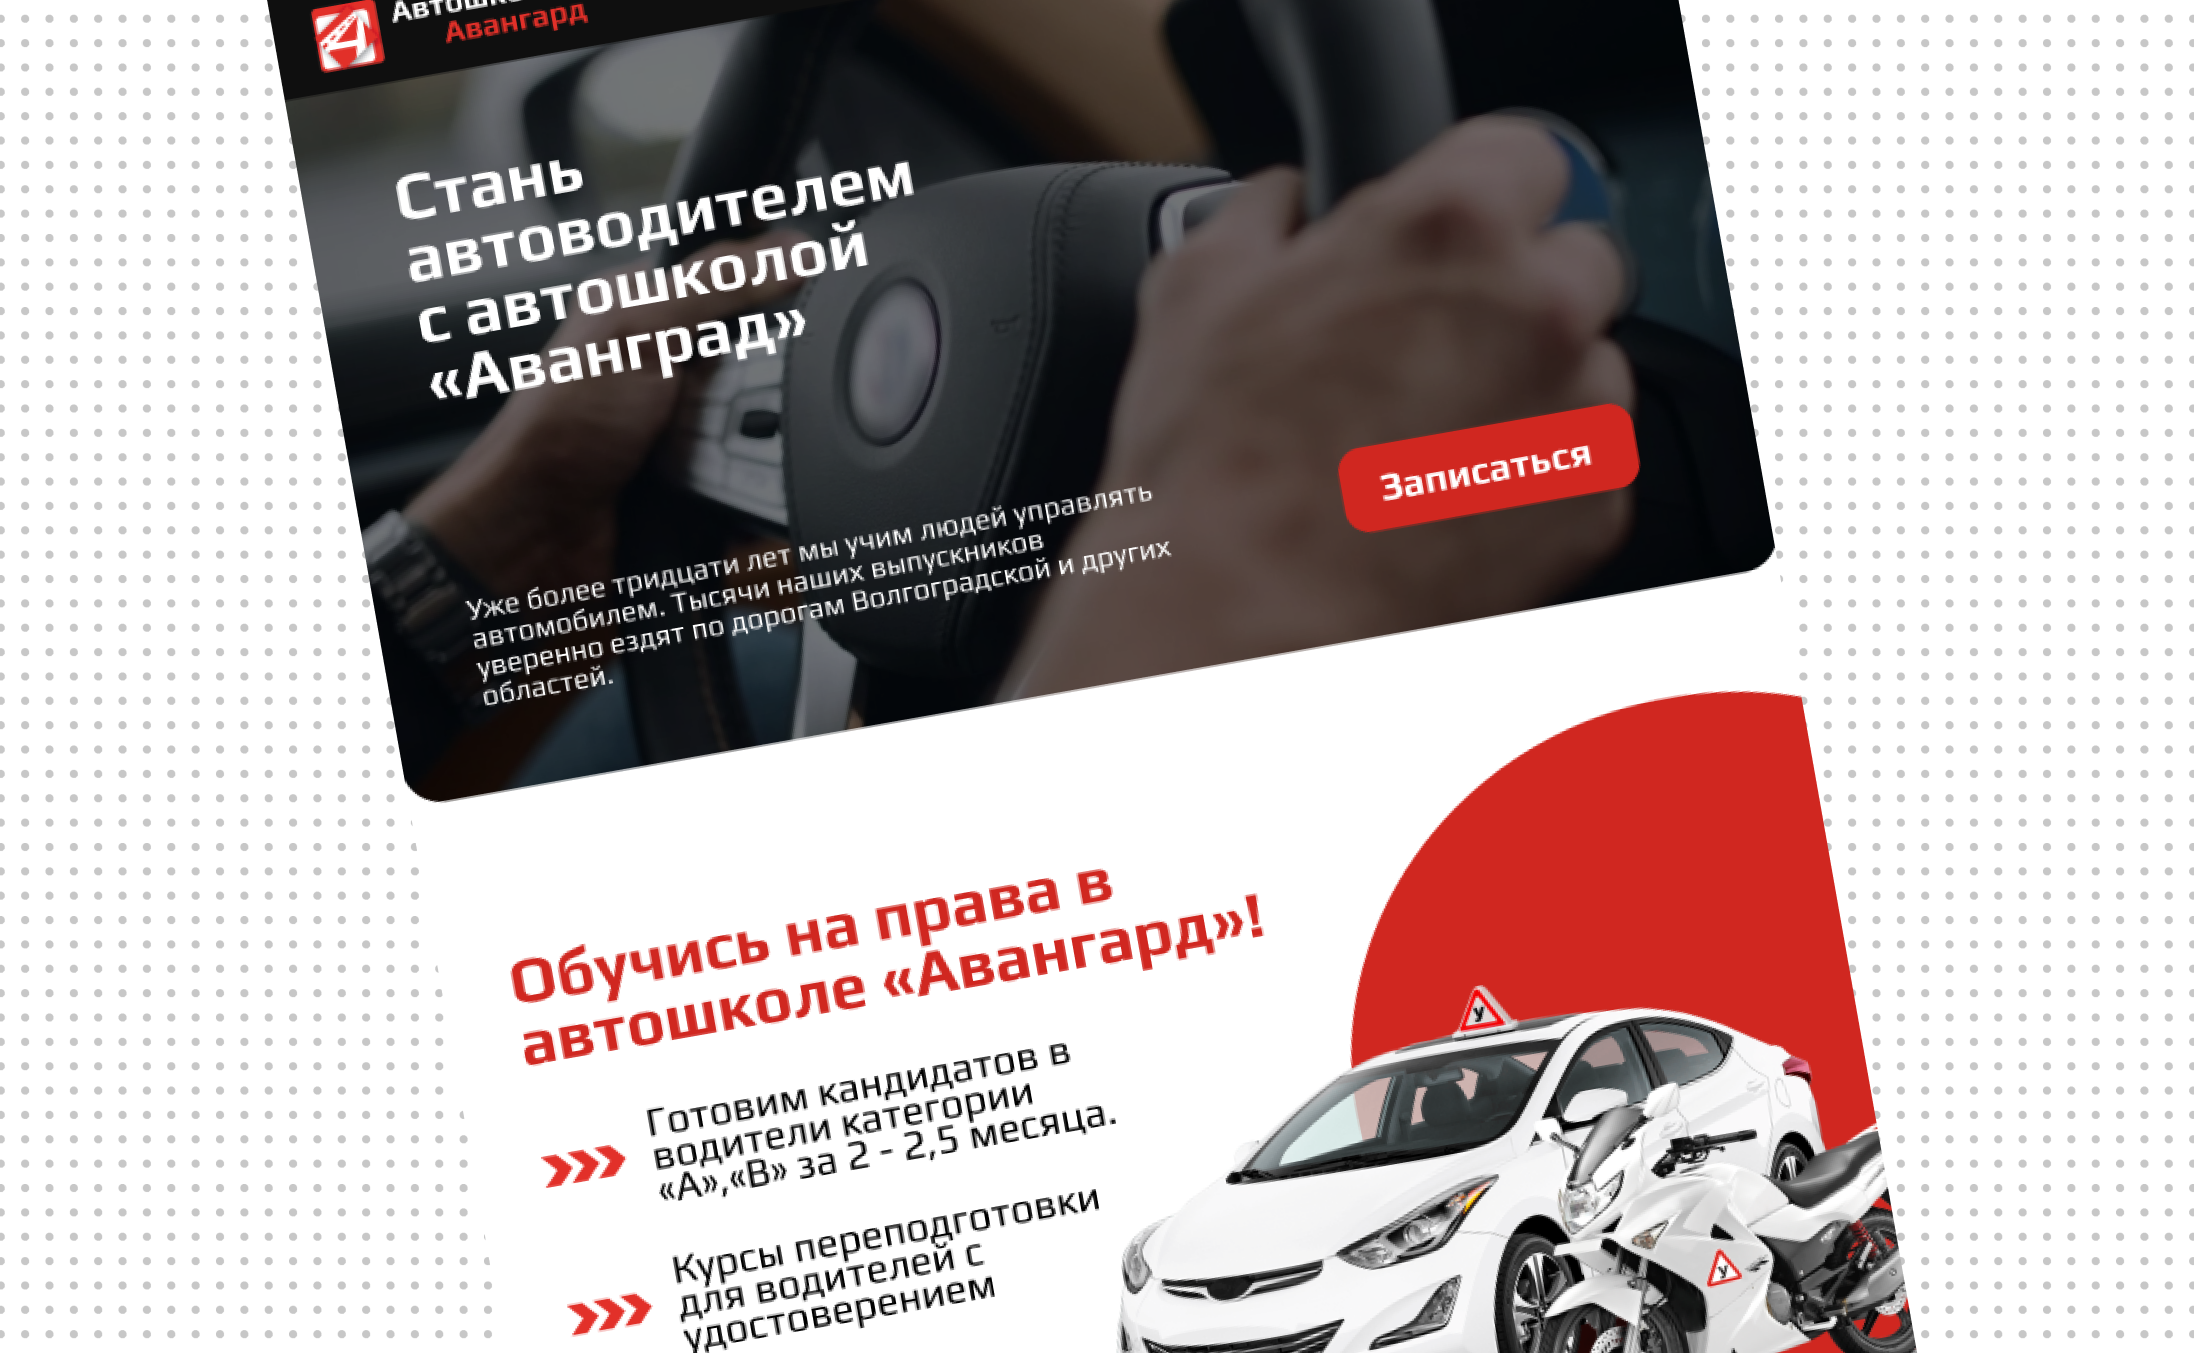 Авангард
Стань
автоводителем
с автошколой
«Аванград»
Записаться
Уже более тридцати лет мы учим людей управлять
автомобилем. Тысячи наших выпускников
уверенно ездят по дорогам Волгоградской и других
областей.
Обучись на права в
автошколе «Авангард»!
Готовим кандидатов в
водители категории
«А»,«В» за 2 - 2,5 месяца.
Курсы переподготовки
для водителей с
удостоверением
У
У